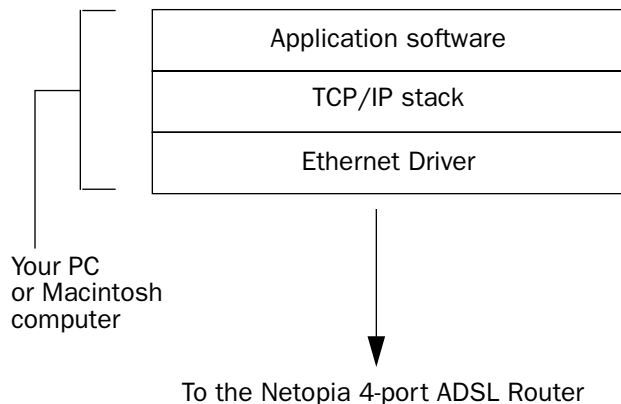 Application software
TCP/IP stack
Ethernet Driver
Your PC
or Macintosh
computer
To the Netopia 4-port ADSL Router